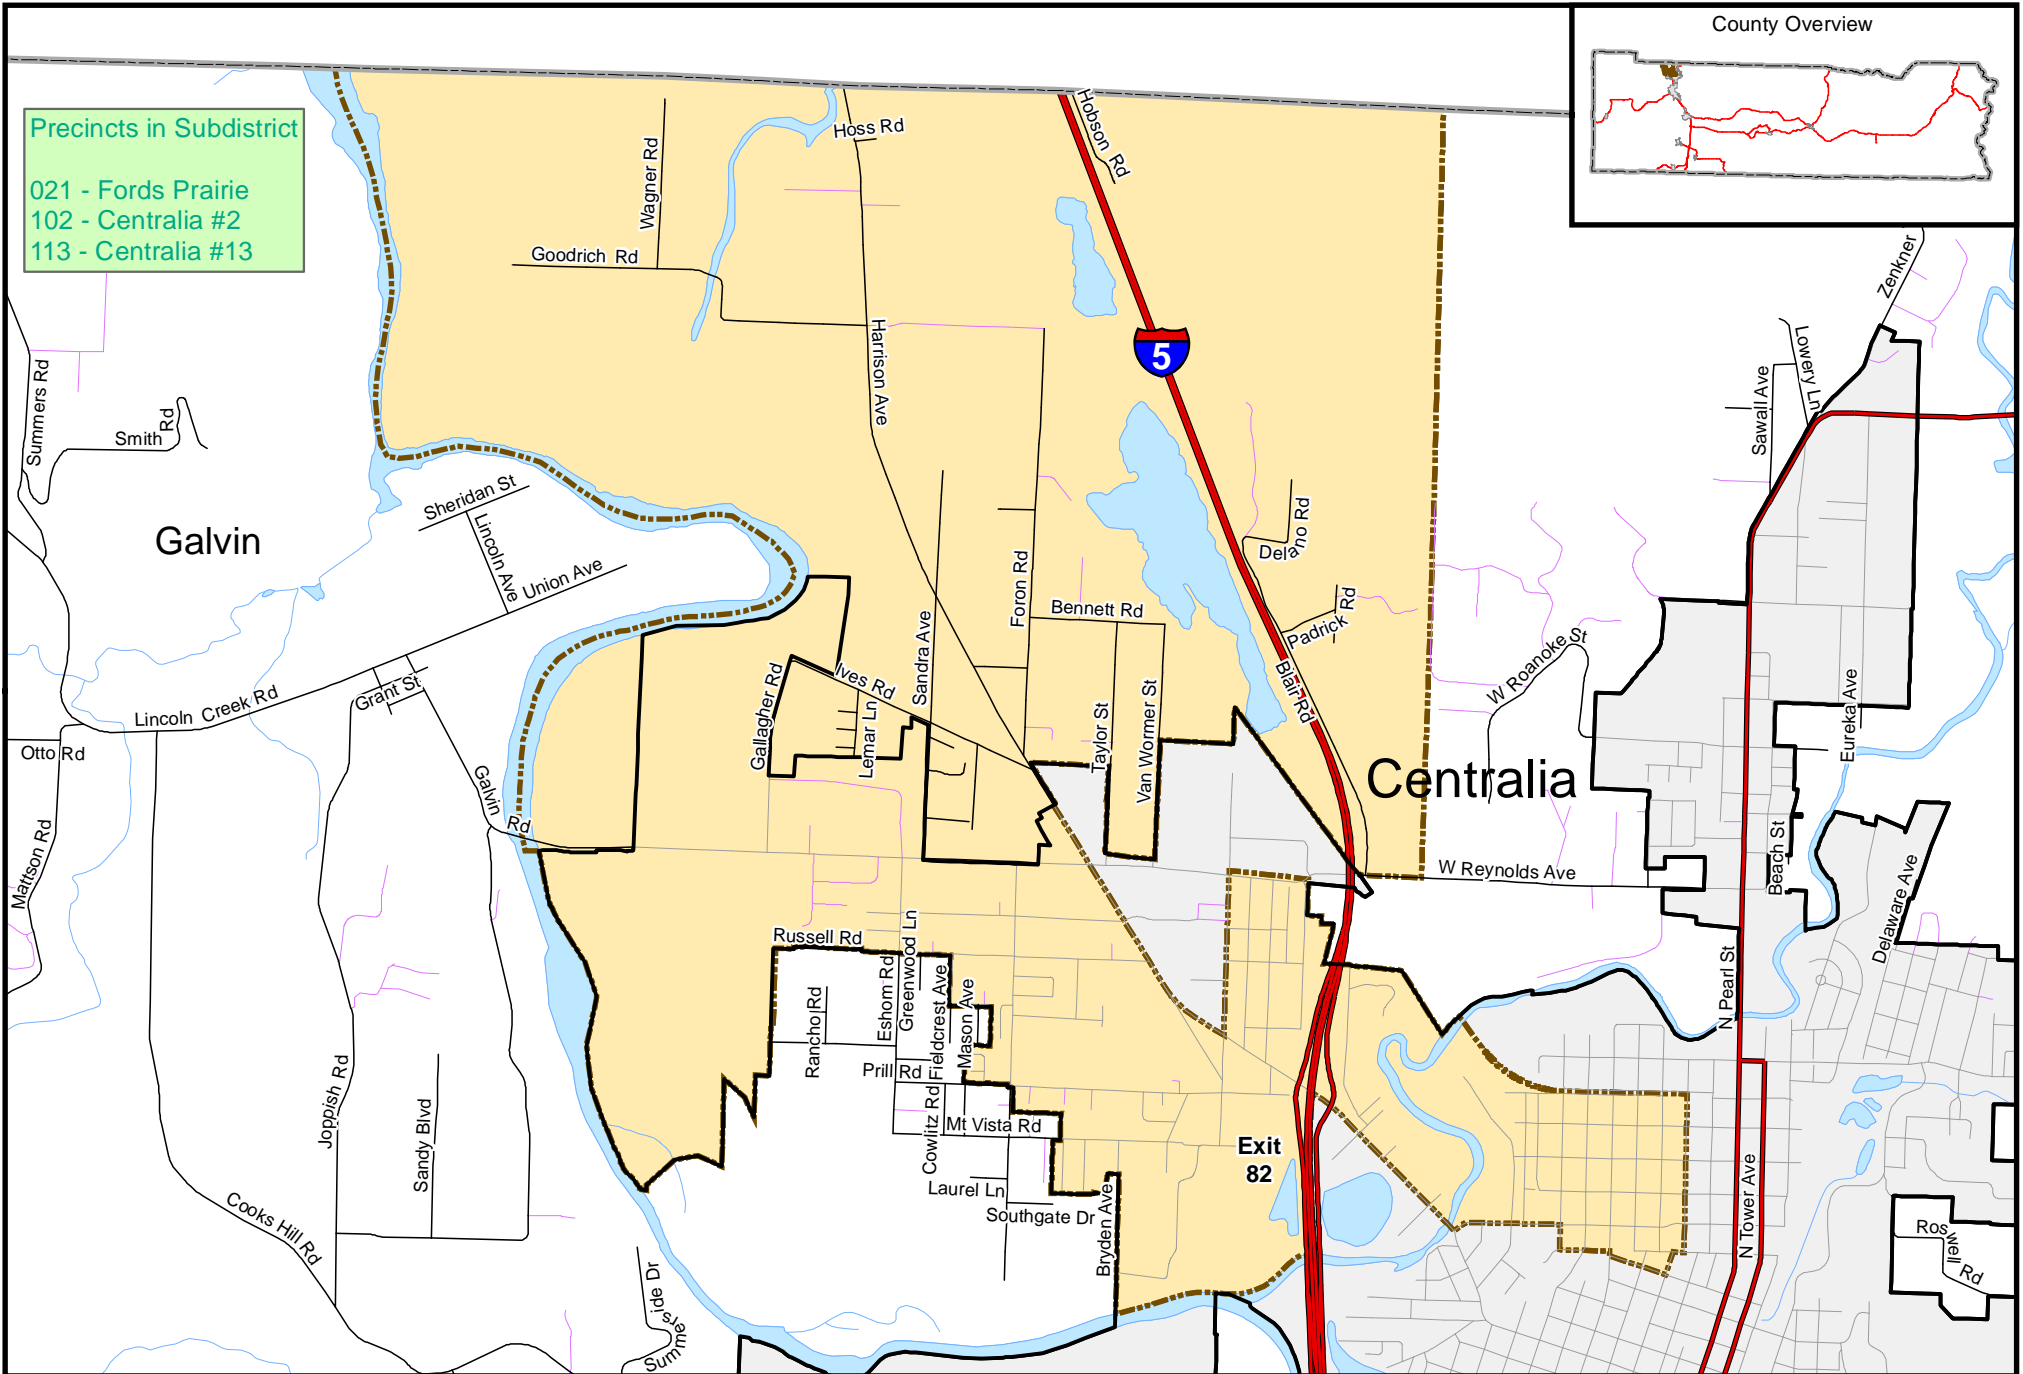 County Overview
Precincts in Subdistrict
021 - Fords Prairie
102 - Centralia #2
113 - Centralia #13
Hobson Rd
Hoss Rd
Wagner Rd
Goodrich Rd
Zenkner
Harrison Ave
5
Lowery Ln
Sawall Ave
Summers Rd
Smith Rd
Sheridan St
Lincoln Ave
Union Ave
Galvin
Delano Rd
Foron Rd
Bennett Rd
Padrick Rd
Sandra Ave
Ives Rd
Gallagher Rd
Lemar Ln
Taylor St
Van Wormer St
Blair Rd
W Roanoke St
Eureka Ave
Grant St
Lincoln Creek Rd
Otto Rd
Galvin Rd
Centralia
Mattson Rd
Beach St
W Reynolds Ave
Delaware Ave
Russell Rd
Greenwood Ln
Eshom Rd
Fieldcrest Ave
Mason Ave
Rancho Rd
N Pearl St
Prill Rd
Cowlitz Rd
Mt Vista Rd
Joppish Rd
Sandy Blvd
Exit
82
Laurel Ln
Southgate Dr
Bryden Ave
Cooks Hill Rd
Summerside Dr
N Tower Ave
Roswell Rd